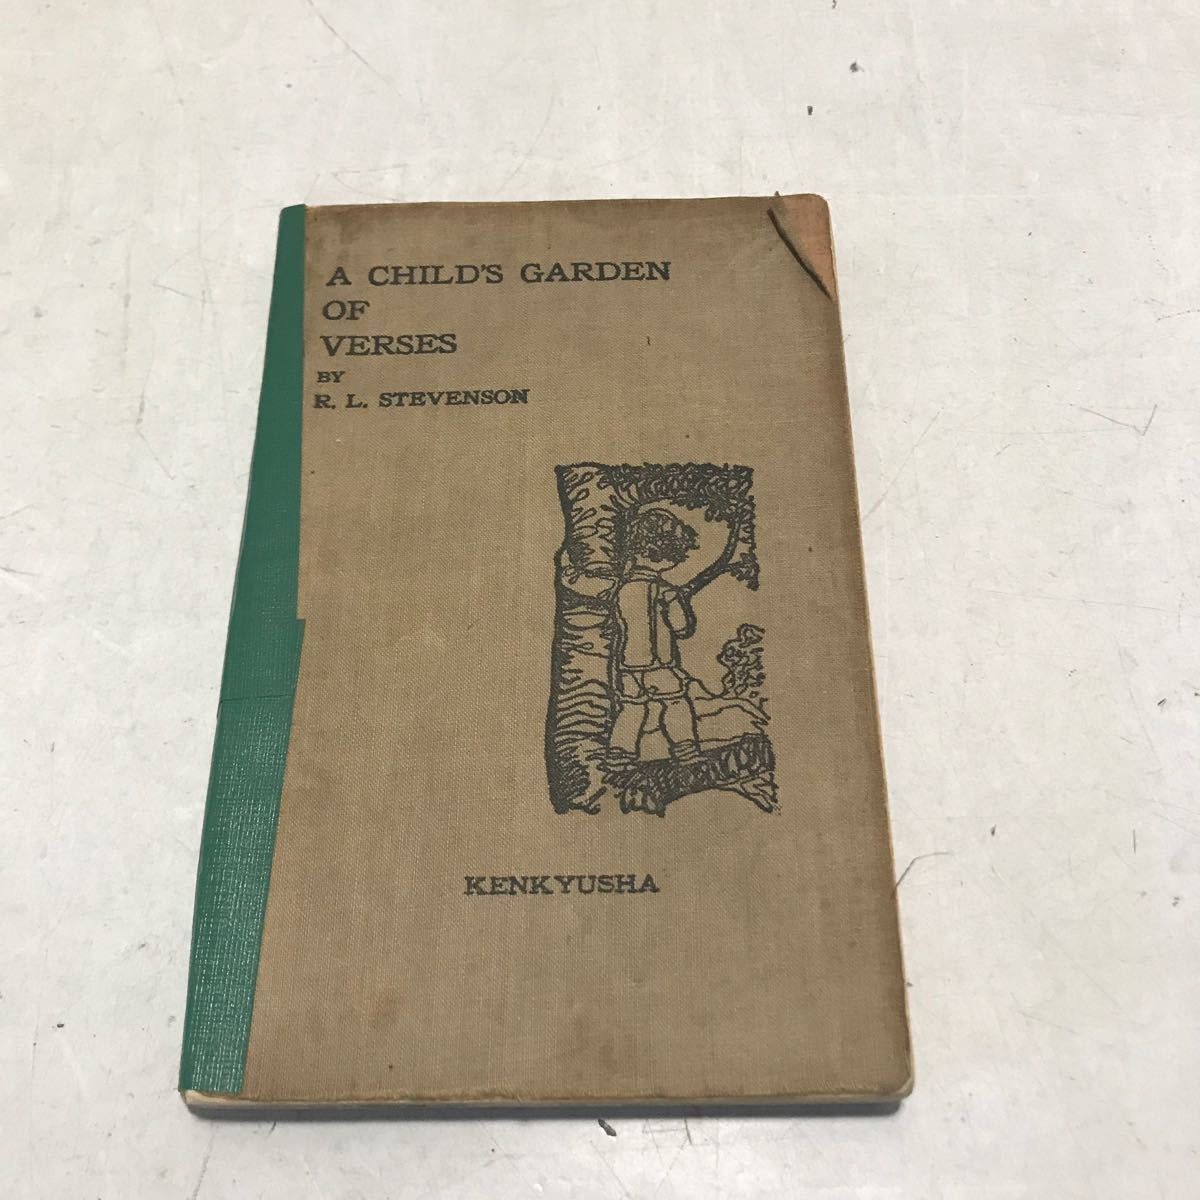 A CHILD'S GARDEN
OF
VERSES
BY
R. L. STEVENSON
KENKYUSHA